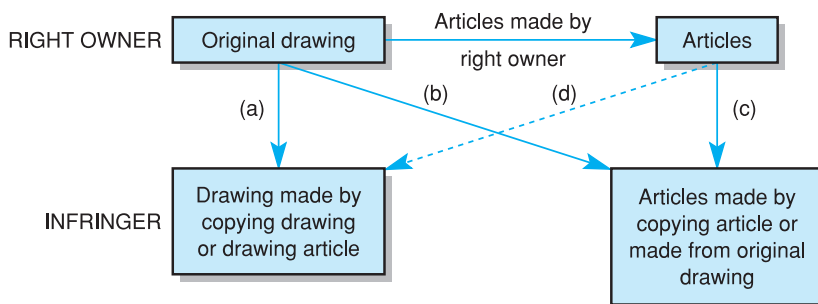 RIGHT OWNER
Original drawing
Articles made by
right owner
Articles
(a)
(b)
(d)
(c)
INFRINGER
Drawing made by
copying drawing
or drawing article
Articles made by
copying article or
made from original
drawing